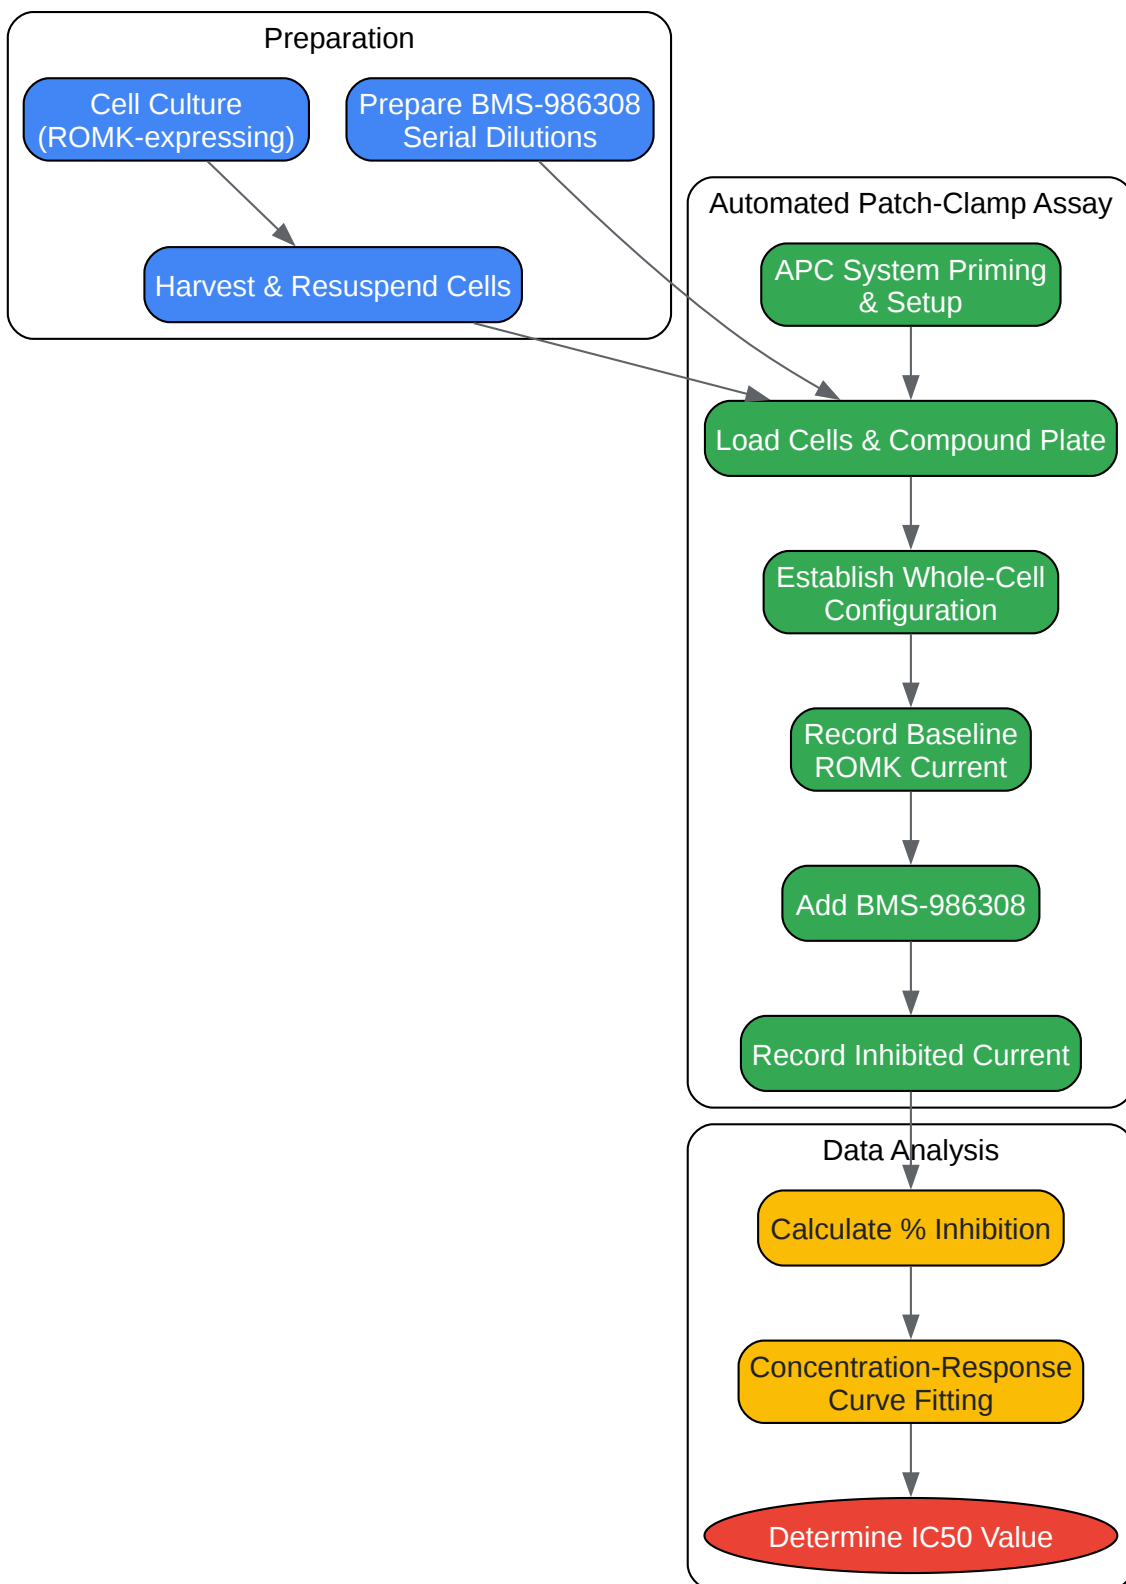 Preparation
Cell Culture
(ROMK-expressing)
Prepare BMS-986308
Serial Dilutions
Harvest & Resuspend Cells
Automated Patch-Clamp Assay
APC System Priming
& Setup
Load Cells & Compound Plate
Establish Whole-Cell
Configuration
Record Baseline
ROMK Current
Add BMS-986308
Record Inhibited Current
Data Analysis
Calculate % Inhibition
Concentration-Response
Curve Fitting
Determine IC50 Value